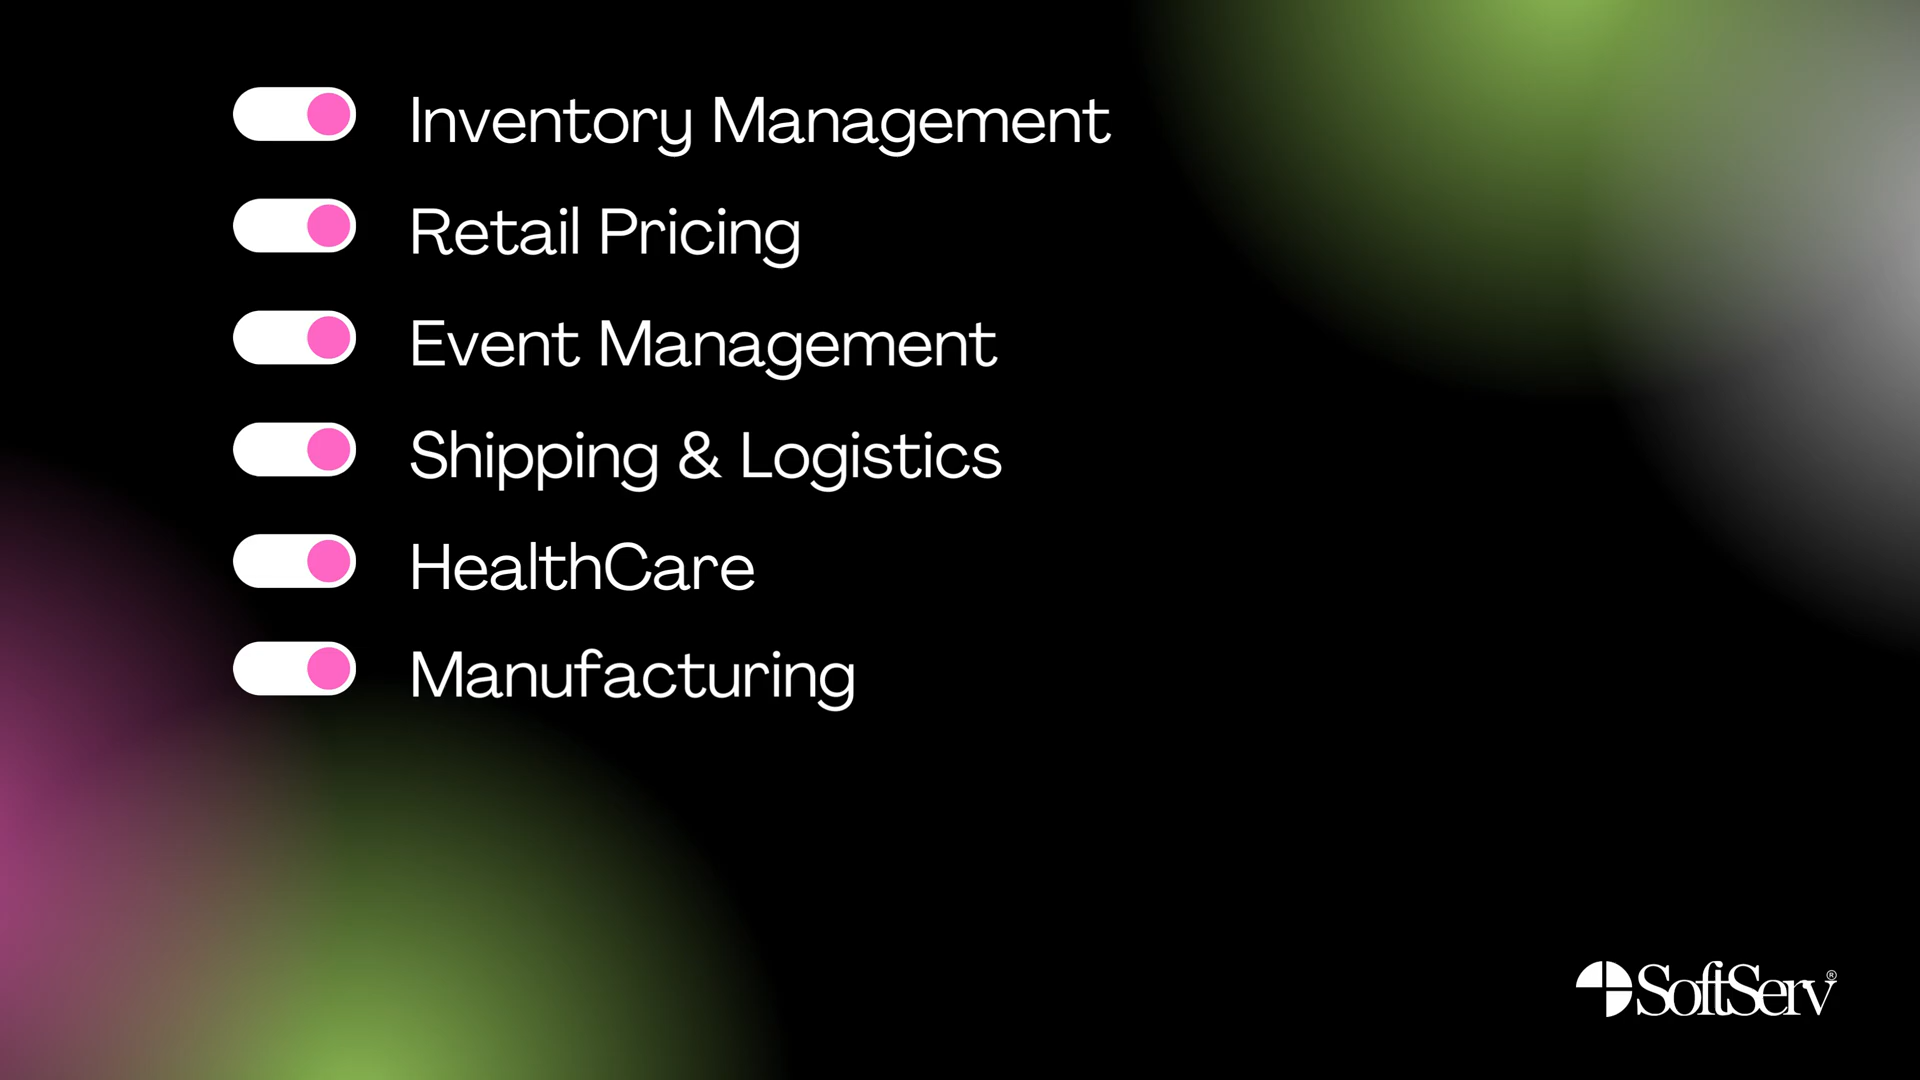 Inventory Management
Retail Pricing
Event Management
Shipping & Logistics
HealthCare
Manufacturing
SoftServ®